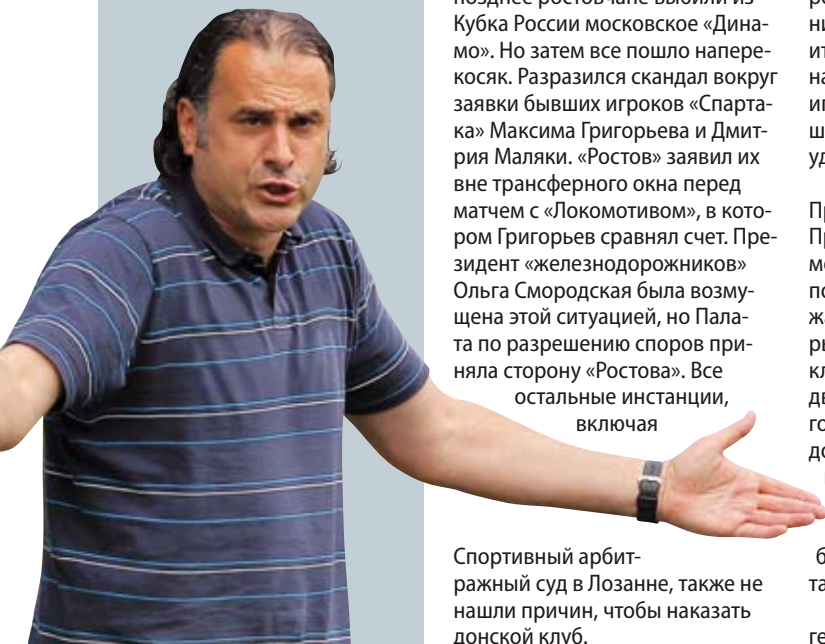 позднее ростовчане выбили из
Кубка России московское «Дина-
мо». Но затем все пошло напере-
косяк. Разразился скандал вокруг
заявки бывших игроков «Спарта-
ка» Максима Григорьева и Дмит-
рия Маляки. «Ростов» заявил их
вне трансферного окна перед
матчем с «Локомотивом», в кото-
ром Григорьев сравнял счет. Пре-
зидент «железнодорожников»
Ольга Смородская была возму-
щена этой ситуацией, но Пала-
та по разрешению споров при-
няла сторону «Ростова». Все
остальные инстанции,
включая
Спортивный арбит-
ражный суд в Лозанне, также не
нашли причин, чтобы наказать
донской клуб.